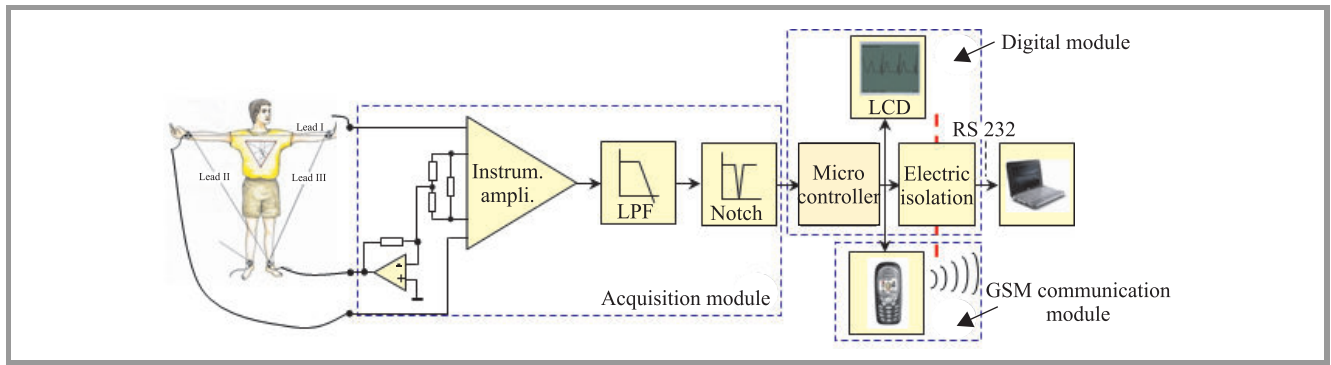 Lead I
Lead II
Lead III
Instrum.
ampli.
LPF
Notch
Acquisition module
Micro
controller
LCD
Electric
isolation
RS 232
Digital module
GSM communication
module